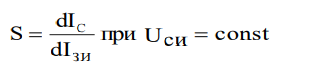 S = dI_С / dI_зи при U_СИ = const